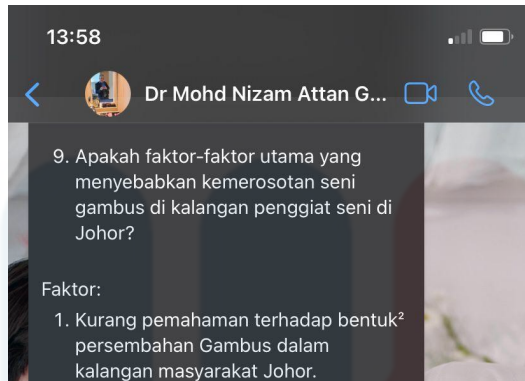 13:58
Dr Mohd Nizam Attan G...
9. Apakah faktor-faktor utama yang
menyebabkan kemerosotan seni
gambus di kalangan penggiat seni di
Johor?
Faktor:
1. Kurang pemahaman terhadap bentuk²
persembahan Gambus dalam
kalangan masyarakat Johor.